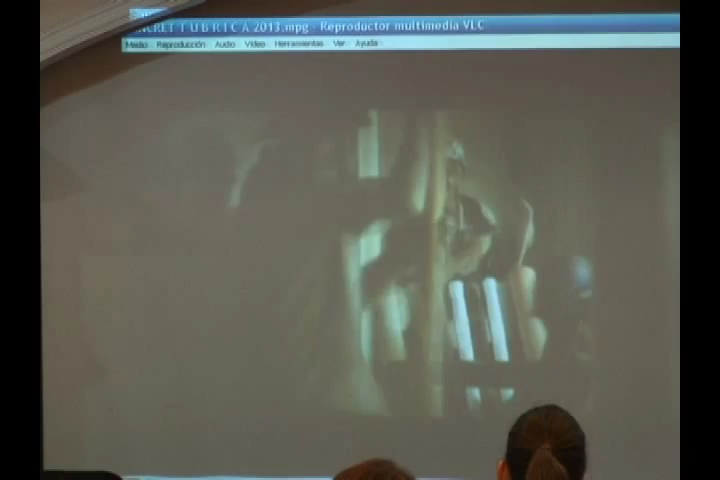 T U B R I C A 2013.mpg - Reproductor multimedia VLC
Medio Reproducción Audio Vídeo Herramientas Ver Ayuda